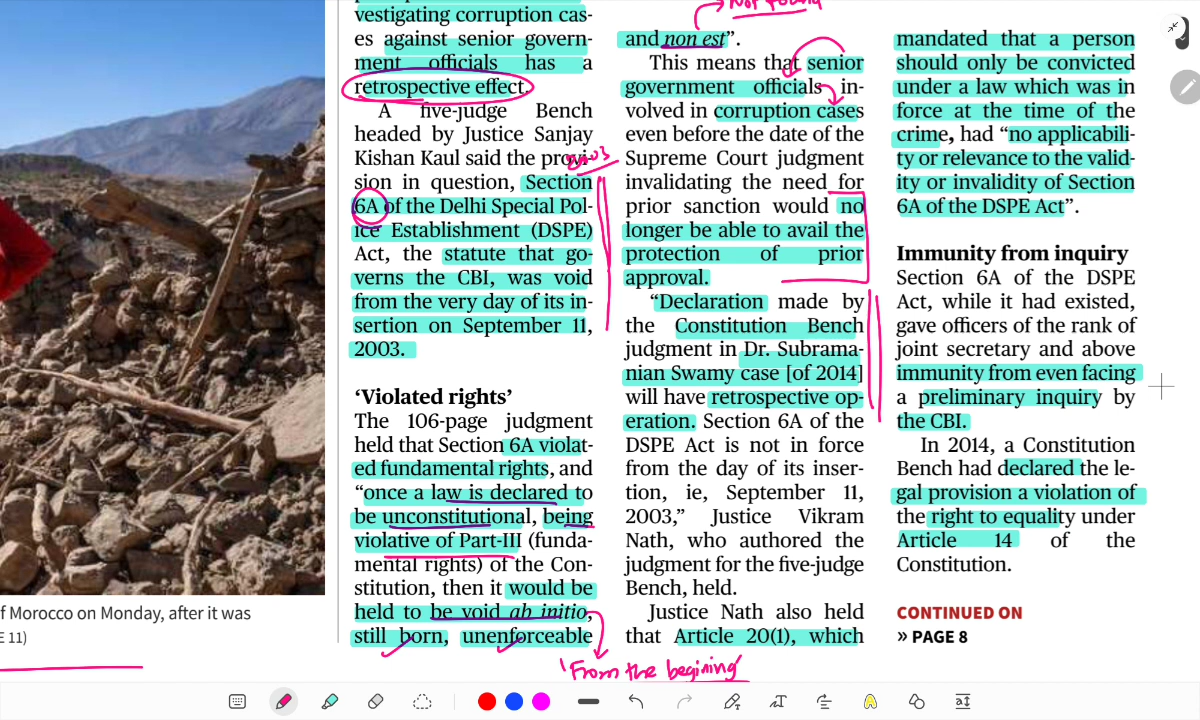 vestigating corruption cas-
es against senior govern-
ment officials has a
retrospective effect.
A five-judge Bench
headed by Justice Sanjay
Kishan Kaul said the provi-
sion in question, Section
6A of the Delhi Special Pol-
ice Establishment (DSPE)
Act, the statute that go-
verns the CBI, was void
from the very day of its in-
sertion on September 11,
2003.
‘Violated rights’
The 106-page judgment
held that Section 6A violat-
ed fundamental rights, and
“once a law is declared to
be unconstitutional, being
violative of Part-III (funda-
mental rights) of the Con-
stitution, then it would be
held to be void ab initio,
still born, unenforceable
'From the begining'
Not found
and non est”.
This means that senior
government officials in-
volved in corruption cases
even before the date of the
Supreme Court judgment
invalidating the need for
prior sanction would no
longer be able to avail the
protection of prior
approval.
“Declaration made by
the Constitution Bench
judgment in Dr. Subrama-
nian Swamy case [of 2014]
will have retrospective op-
eration. Section 6A of the
DSPE Act is not in force
from the day of its inser-
tion, ie, September 11,
2003,” Justice Vikram
Nath, who authored the
judgment for the five-judge
Bench, held.
Justice Nath also held
that Article 20(1), which
mandated that a person
should only be convicted
under a law which was in
force at the time of the
crime, had “no applicabili-
ty or relevance to the valid-
ity or invalidity of Section
6A of the DSPE Act”.
Immunity from inquiry
Section 6A of the DSPE
Act, while it had existed,
gave officers of the rank of
joint secretary and above
immunity from even facing
a preliminary inquiry by
the CBI.
In 2014, a Constitution
Bench had declared the le-
gal provision a violation of
the right to equality under
Article 14 of the
Constitution.
CONTINUED ON
» PAGE 8
f Morocco on Monday, after it was
E 11)